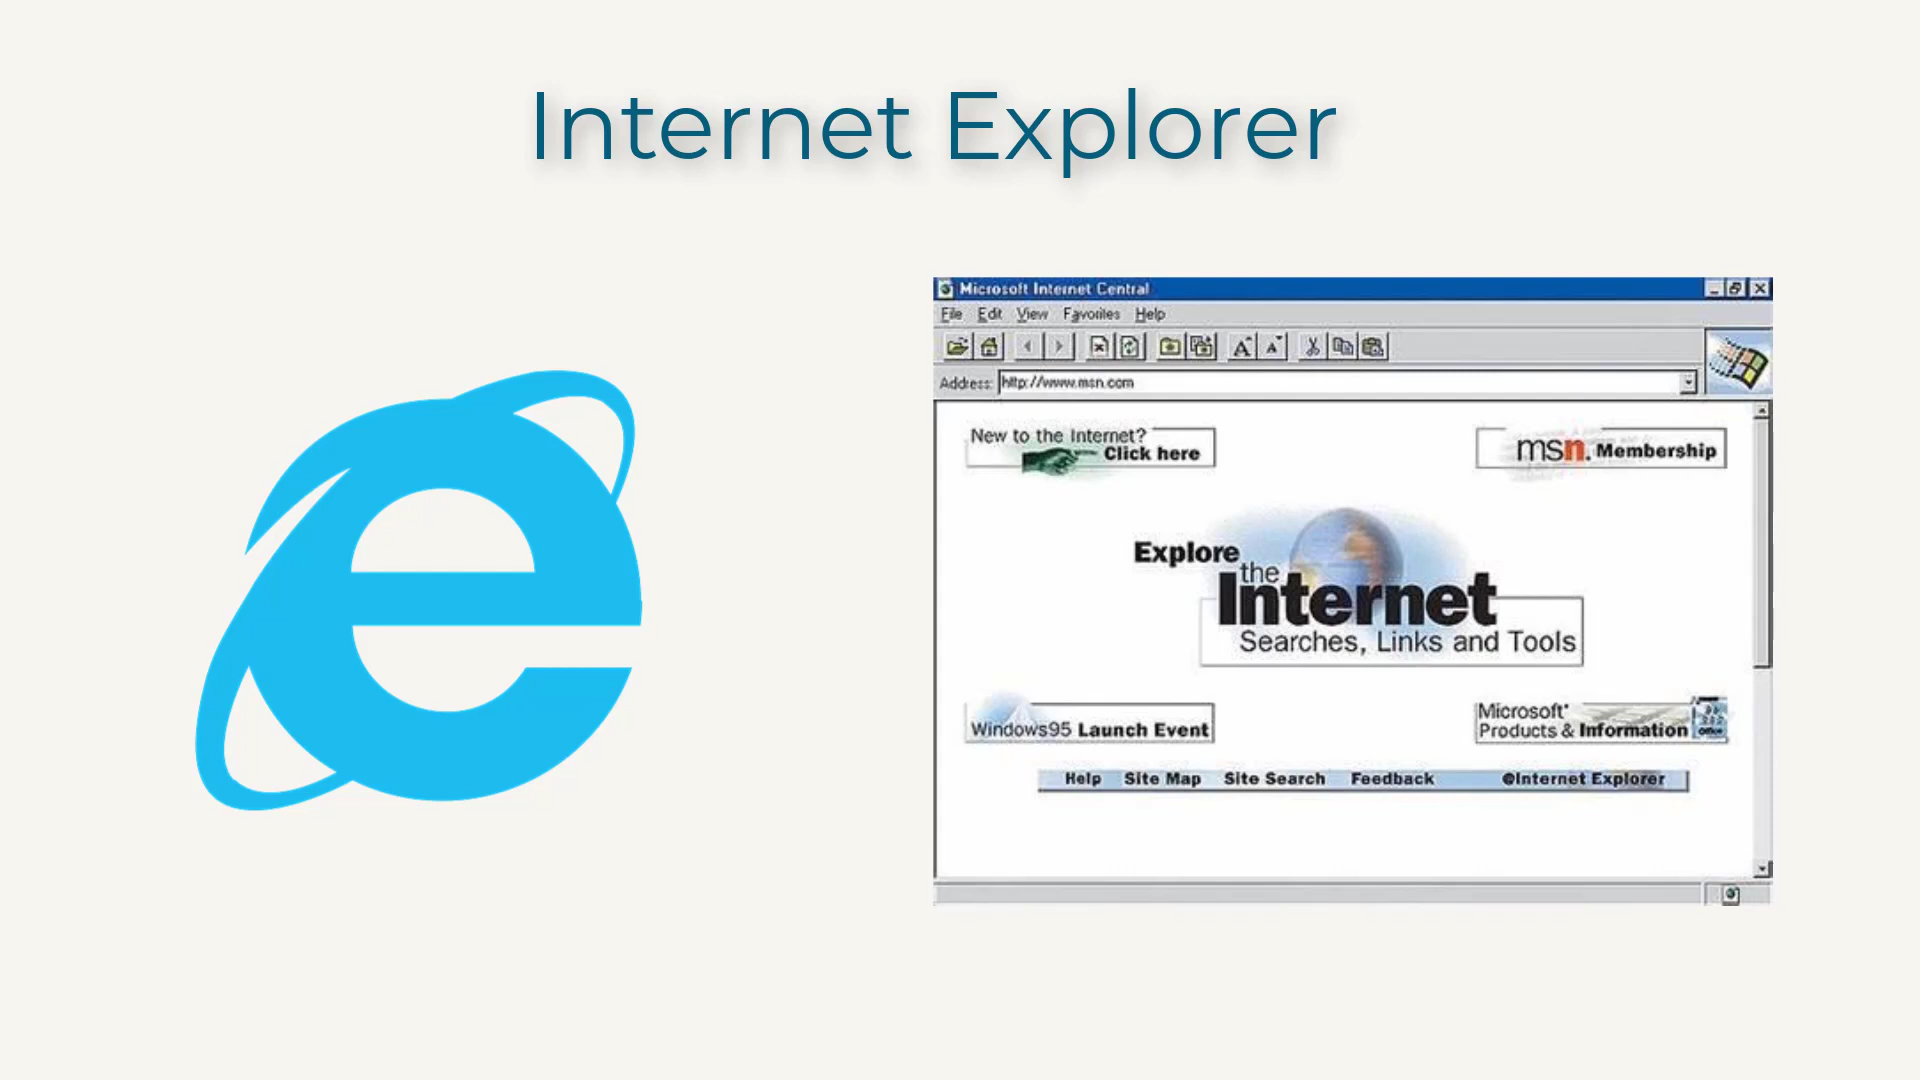 Internet Explorer
Microsoft Internet Central
File Edit View Favorites Help
Address: http://www.msn.com
New to the Internet?
Click here
msn. Membership
Explore
the
Internet
Searches, Links and Tools
Windows95 Launch Event
Microsoft®
Products & Information
Office
Help Site Map Site Search Feedback @Internet Explorer